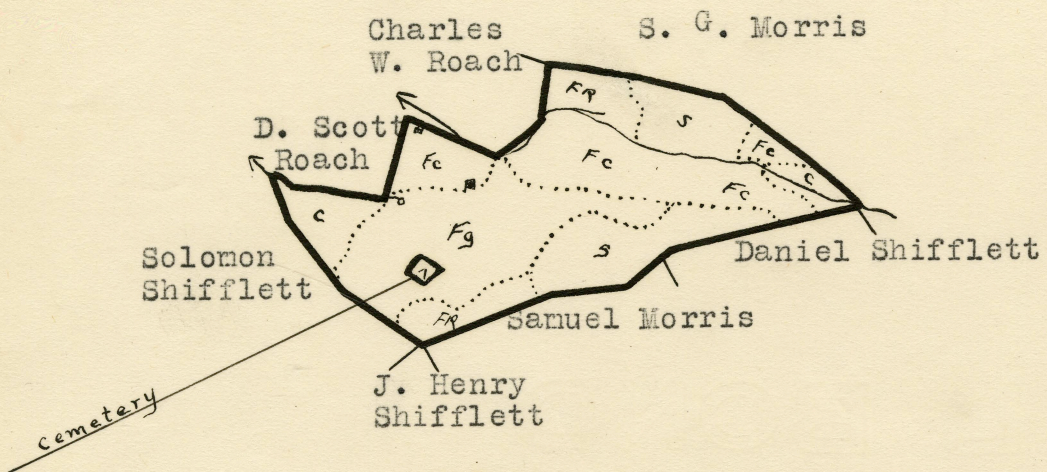 Charles
W. Roach
S. G. Morris
D. Scott
Roach
FR
S
Fc
Fc
Fc
C
Fc
C
Fg
S
Solomon
Shifflett
1
Daniel Shifflett
FR
Samuel Morris
J. Henry
Shifflett
Cemetery